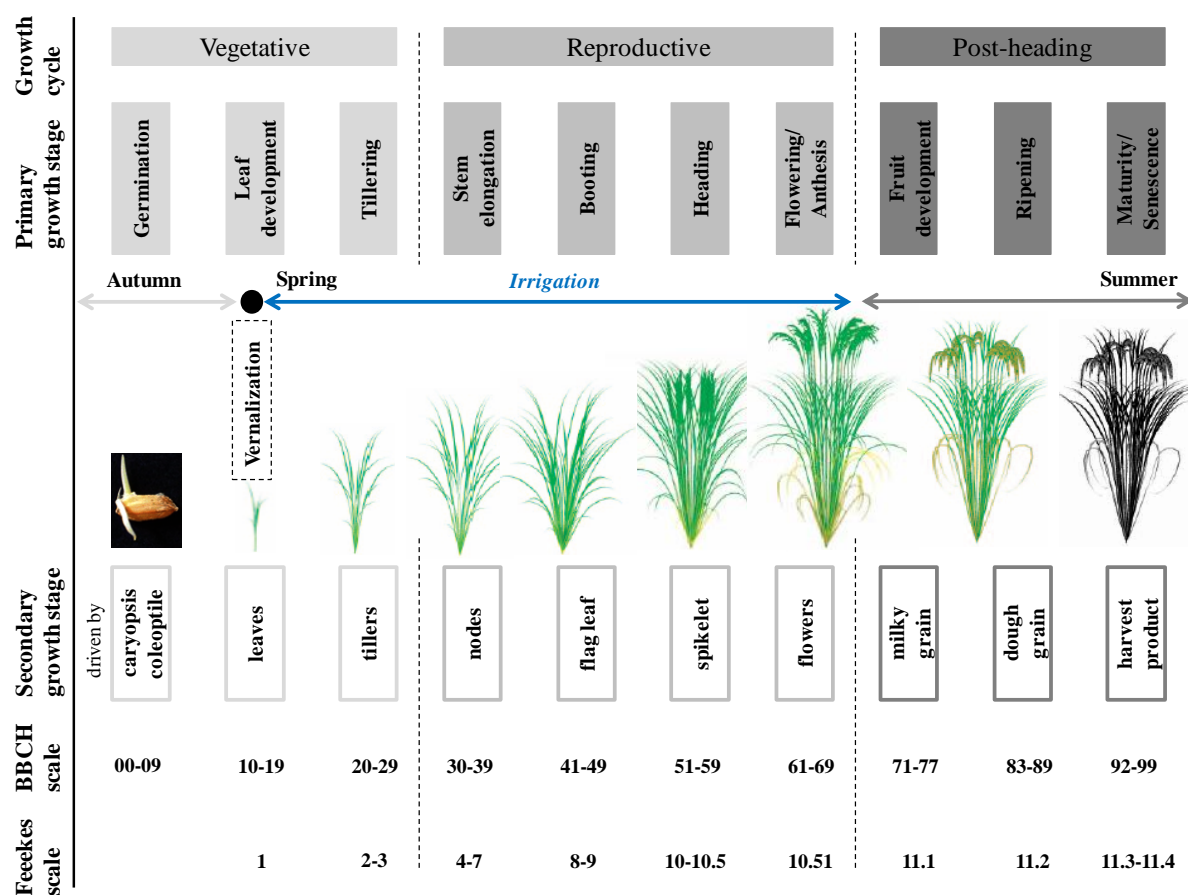 Growth
cycle
Vegetative
Reproductive
Post-heading
Primary
growth stage
Germination
Leaf
development
Tillering
Stem
elongation
Booting
Heading
Flowering/
Anthesis
Fruit
development
Ripening
Maturity/
Senescence
Autumn
Spring
Irrigation
Summer
Vernalization
Secondary
growth stage
driven by
caryopsis
coleoptile
leaves
tillers
nodes
flag leaf
spikelet
flowers
milky
grain
dough
grain
harvest
product
BBCH
scale
00-09
10-19
20-29
30-39
41-49
51-59
61-69
71-77
83-89
92-99
Feekes
scale
1
2-3
4-7
8-9
10-10.5
10.51
11.1
11.2
11.3-11.4